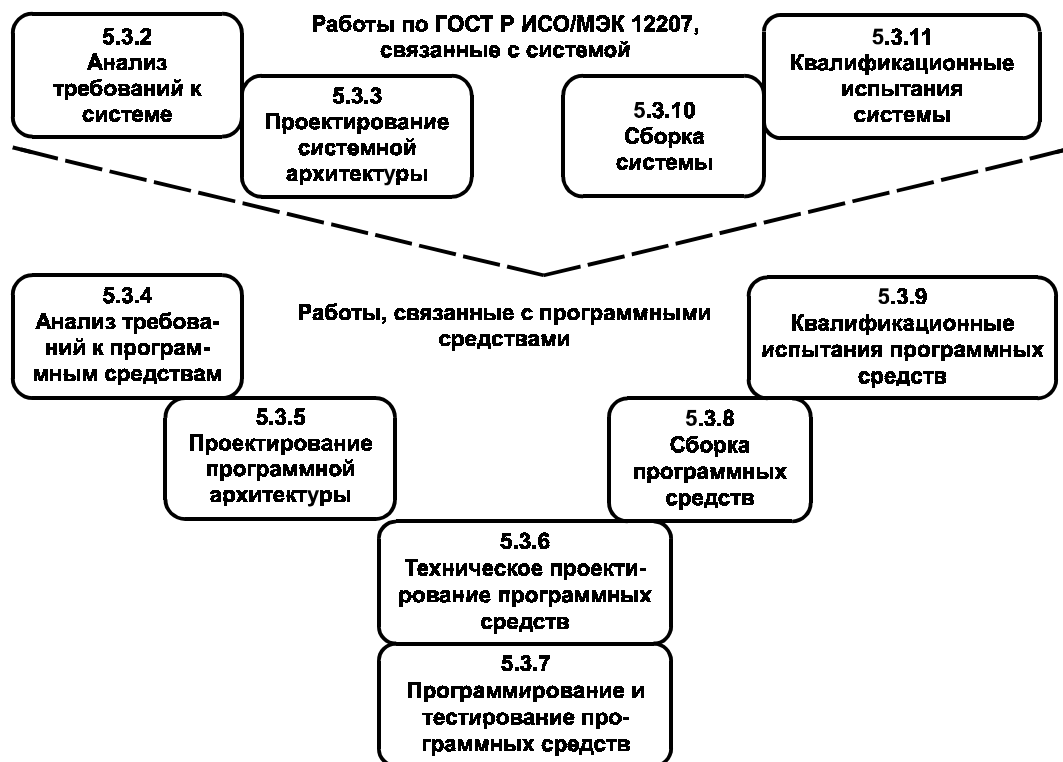 Работы по ГОСТ Р ИСО/МЭК 12207,
связанные с системой
5.3.2
Анализ
требований к
системе
5.3.3
Проектирование
системной
архитектуры
5.3.10
Сборка
системы
5.3.11
Квалификационные
испытания
системы
Работы, связанные с программными
средствами
5.3.4
Анализ требова-
ний к програм-
мным средствам
5.3.5
Проектирование
программной
архитектуры
5.3.6
Техническое проекти-
рование программных
средств
5.3.7
Программирование и
тестирование про-
граммных средств
5.3.8
Сборка
программных
средств
5.3.9
Квалификационные
испытания программных
средств